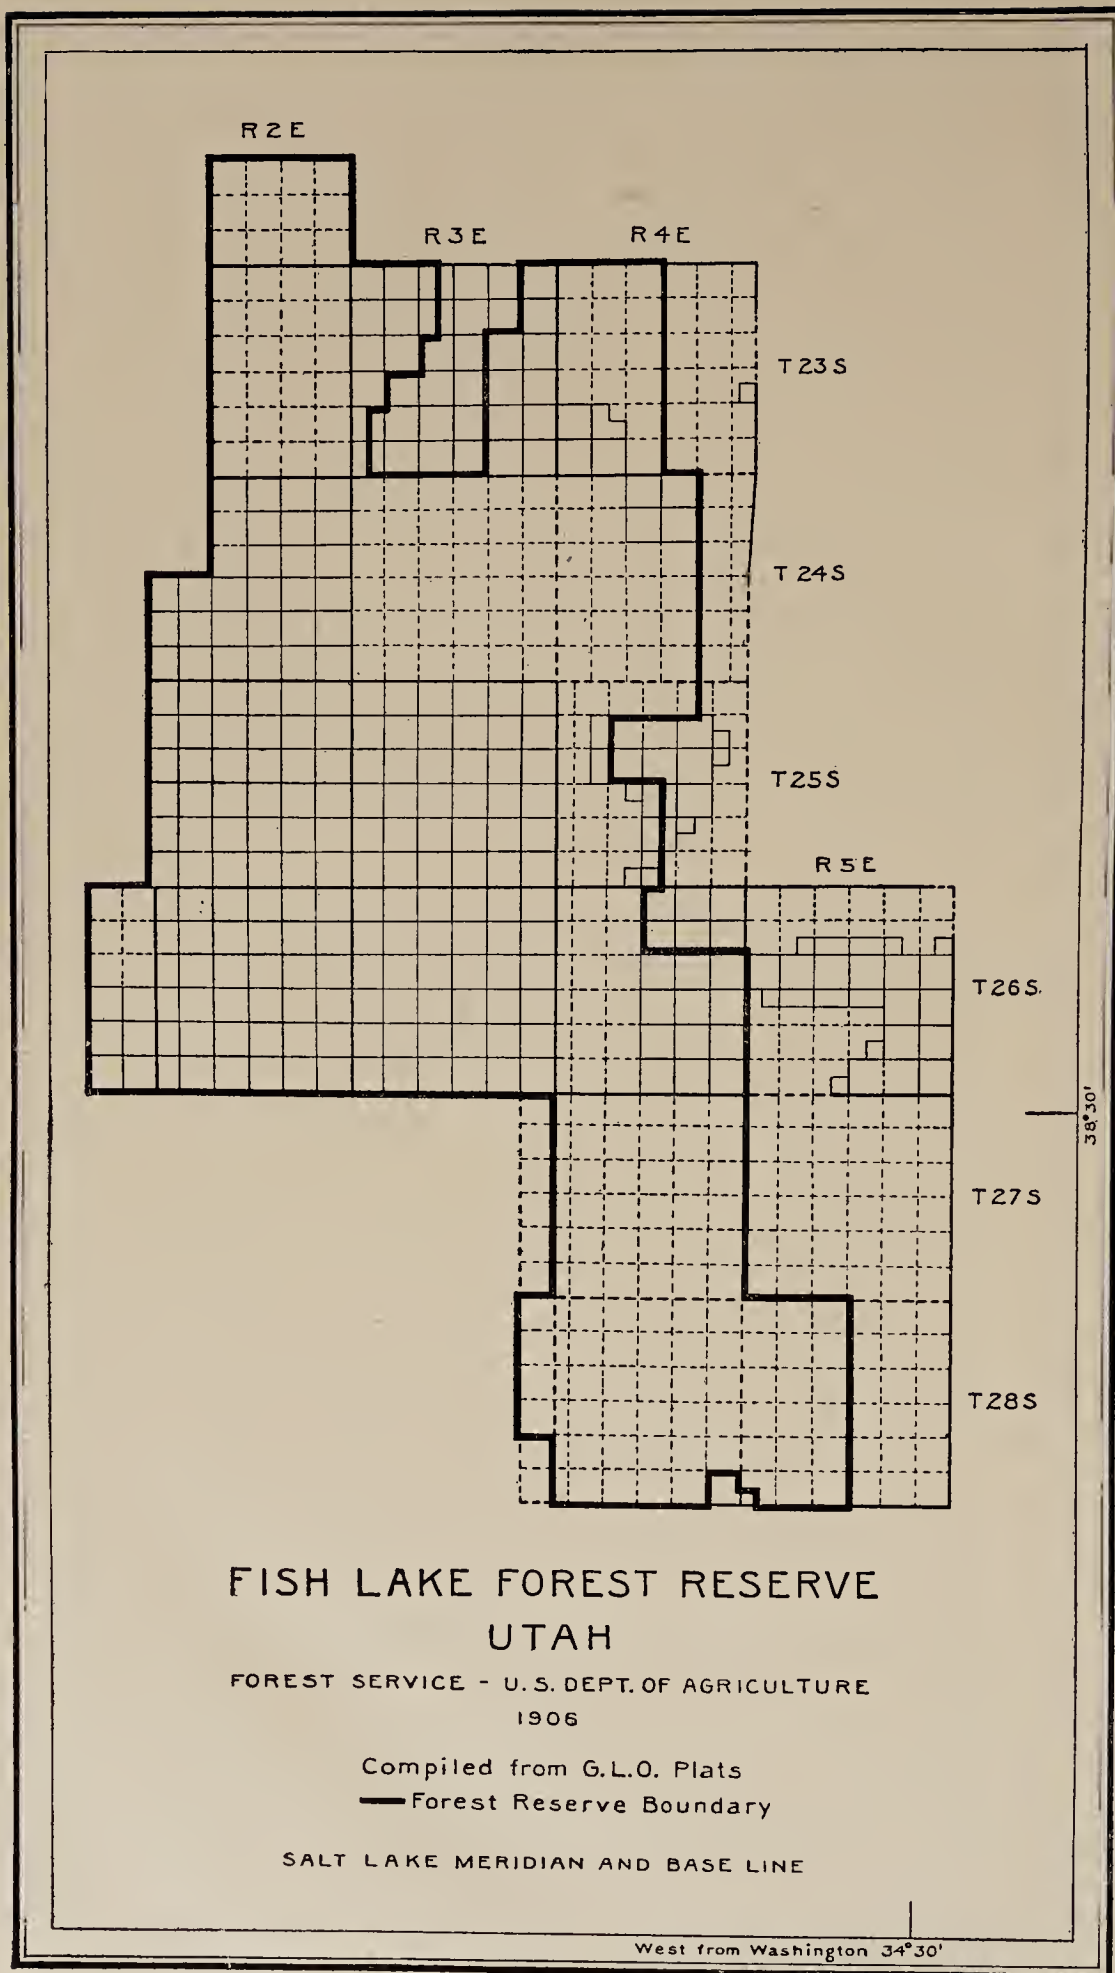 R2E
R3E
R4E
T23S
T24S
T25S
R5E
T26S.
38°30'
T27S
T28S
FISH LAKE FOREST RESERVE
UTAH
FOREST SERVICE - U.S. DEPT. OF AGRICULTURE
1906
Compiled from G.L.O. Plats
Forest Reserve Boundary
SALT LAKE MERIDIAN AND BASE LINE
West from Washington 34°30'